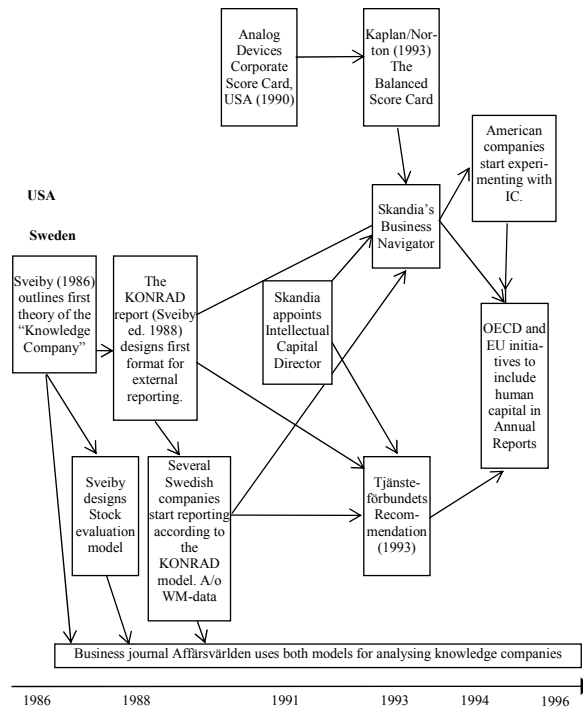 Analog
Devices
Corporate
Score Card,
USA (1990)
Kaplan/Nor-
ton (1993)
The
Balanced
Score Card
American
companies
start experi-
menting with
IC.
USA
Sweden
Skandia's
Business
Navigator
Sveiby (1986)
outlines first
theory of the
“Knowledge
Company”
The
KONRAD
report (Sveiby
ed. 1988)
designs first
format for
external
reporting.
Skandia
appoints
Intellectual
Capital
Director
OECD and
EU initia-
tives to
include
human
capital in
Annual
Reports
Sveiby
designs
Stock
evaluation
model
Several
Swedish
companies
start reporting
according to
the
KONRAD
model. A/o
WM-data
Tjänste-
förbundets
Recom-
mendation
(1993)
Business journal Affärsvärlden uses both models for analysing knowledge companies
1986 1988 1991 1993 1994 1996